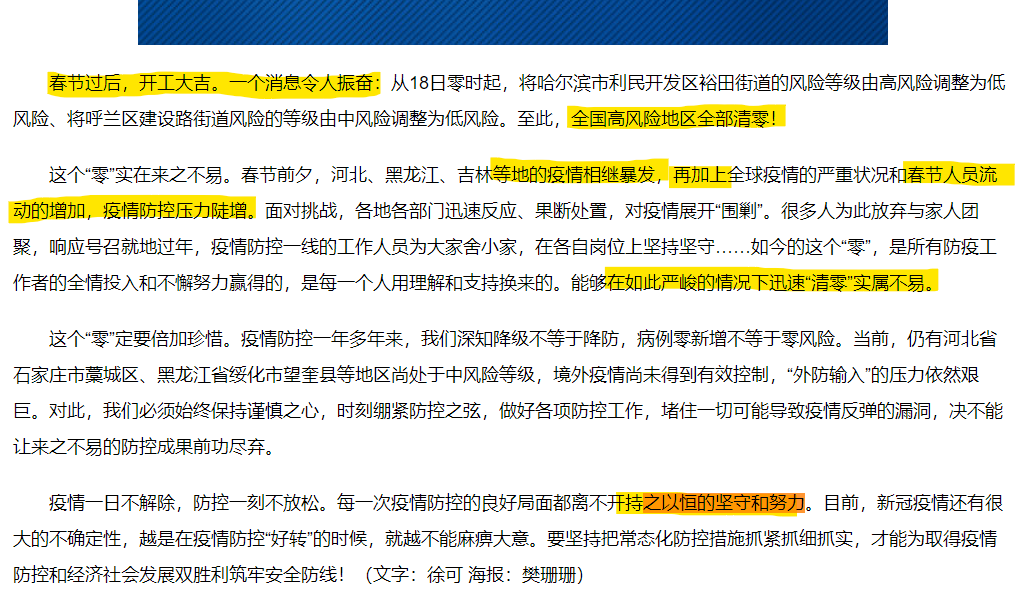 春节过后，开工大吉。一个消息令人振奋：从18日零时起，将哈尔滨市利民开发区裕田街道的风险等级由高风险调整为低
风险、将呼兰区建设路街道风险的等级由中风险调整为低风险。至此，全国高风险地区全部清零！
这个“零”实在来之不易。春节前夕，河北、黑龙江、吉林等地的疫情相继暴发，再加上全球疫情的严重状况和春节人员流
动的增加，疫情防控压力陡增。面对挑战，各地各部门迅速反应、果断处置，对疫情展开“围剿”。很多人为此放弃与家人团
聚，响应号召就地过年，疫情防控一线的工作人员为大家舍小家，在各自岗位上坚持坚守……如今的这个“零”，是所有防疫工
作者的全情投入和不懈努力赢得的，是每一个人用理解和支持换来的。能够在如此严峻的情况下迅速“清零”实属不易。
这个“零”定要倍加珍惜。疫情防控一年多年来，我们深知降级不等于降防，病例零新增不等于零风险。当前，仍有河北省
石家庄市藁城区、黑龙江省绥化市望奎县等地区尚处于中风险等级，境外疫情尚未得到有效控制，“外防输入”的压力依然艰
巨。对此，我们必须始终保持谨慎之心，时刻绷紧防控之弦，做好各项防控工作，堵住一切可能导致疫情反弹的漏洞，决不能
让来之不易的防控成果前功尽弃。
疫情一日不解除，防控一刻不放松。每一次疫情防控的良好局面都离不开持之以恒的坚守和努力。目前，新冠疫情还有很
大的不确定性，越是在疫情防控“好转”的时候，就越不能麻痹大意。要坚持把常态化防控措施抓紧抓细抓实，才能为取得疫情
防控和经济社会发展双胜利筑牢安全防线！（文字：徐可 海报：樊珊珊）